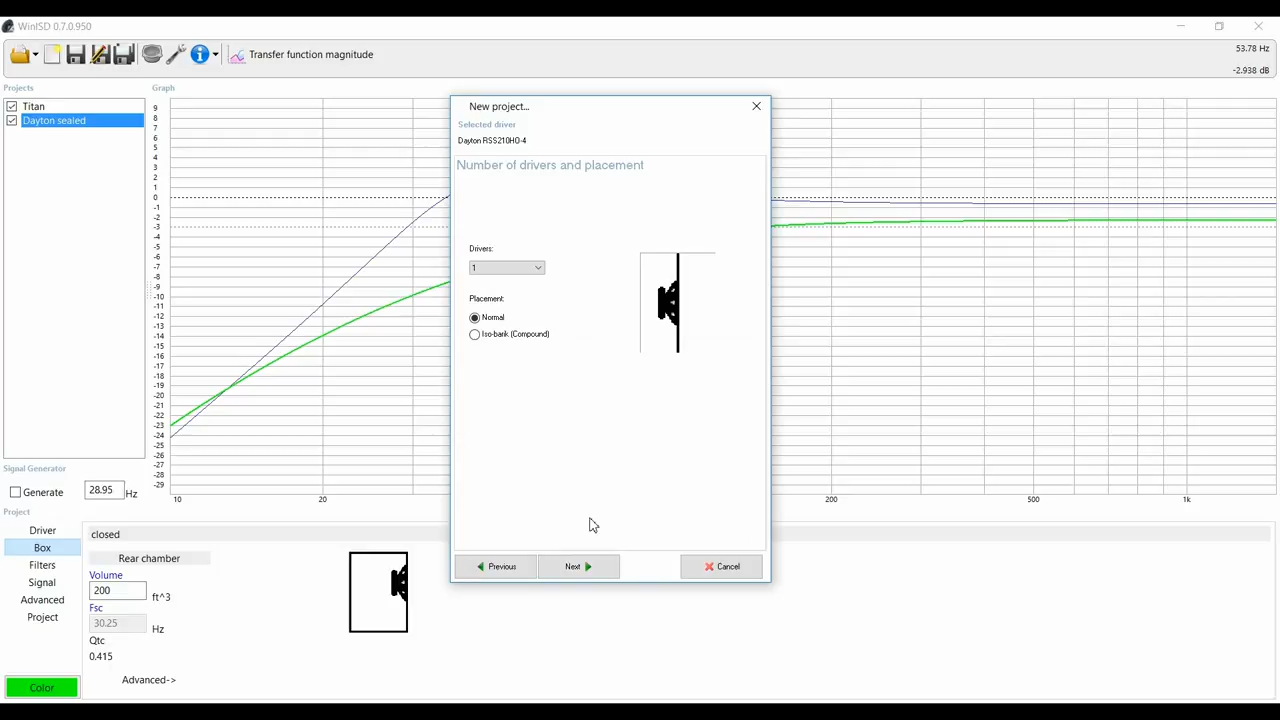 WinISD 0.7.0.950
Transfer function magnitude
53.78 Hz
-2.938 dB
Projects
Titan
Dayton sealed
Graph
9
8
7
6
5
4
3
2
1
0
-1
-2
-3
-4
-5
-6
-7
-8
-9
-10
-11
-12
-13
-14
-15
-16
-17
-18
-19
-20
-21
-22
-23
-24
-25
-26
-27
-28
-29
10
20
200
500
1k
New project...
Selected driver
Dayton RSS210HO-4
Number of drivers and placement
Drivers:
1
Placement:
Normal
Iso-barik (Compound)
Previous
Next
Cancel
Signal Generator
Generate
28.95 Hz
Project
Driver
Box
Filters
Signal
Advanced
Project
Color
closed
Rear chamber
Volume
200 ft^3
Fsc
30.25 Hz
Qtc
0.415
Advanced->